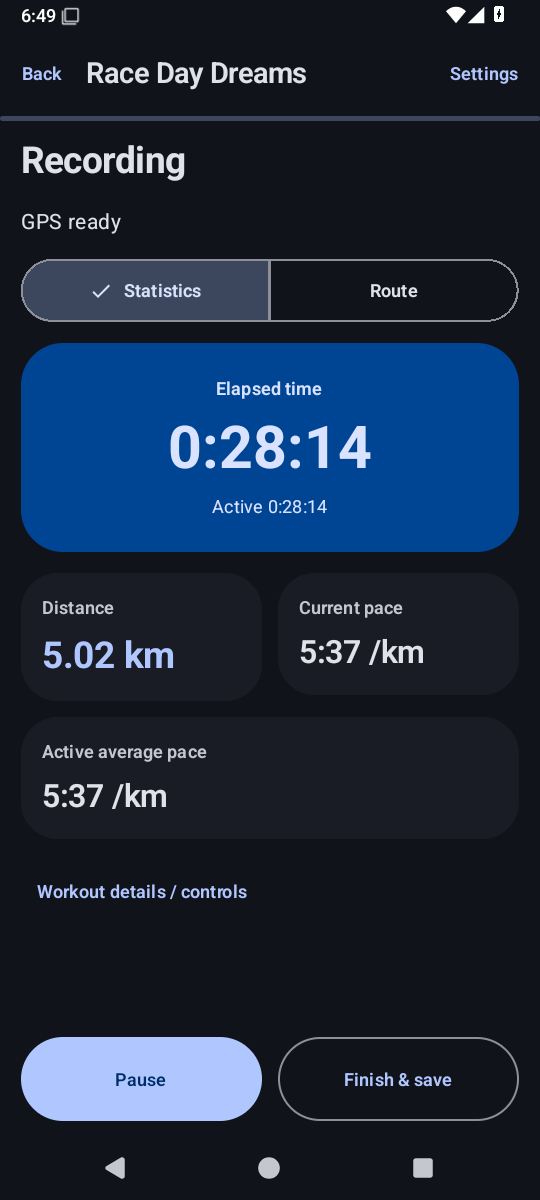 6:49
Back Race Day Dreams Settings
Recording
GPS ready
Statistics Route
Elapsed time
0:28:14
Active 0:28:14
Distance Current pace
5.02 km 5:37 /km
Active average pace
5:37 /km
Workout details / controls
Pause Finish & save